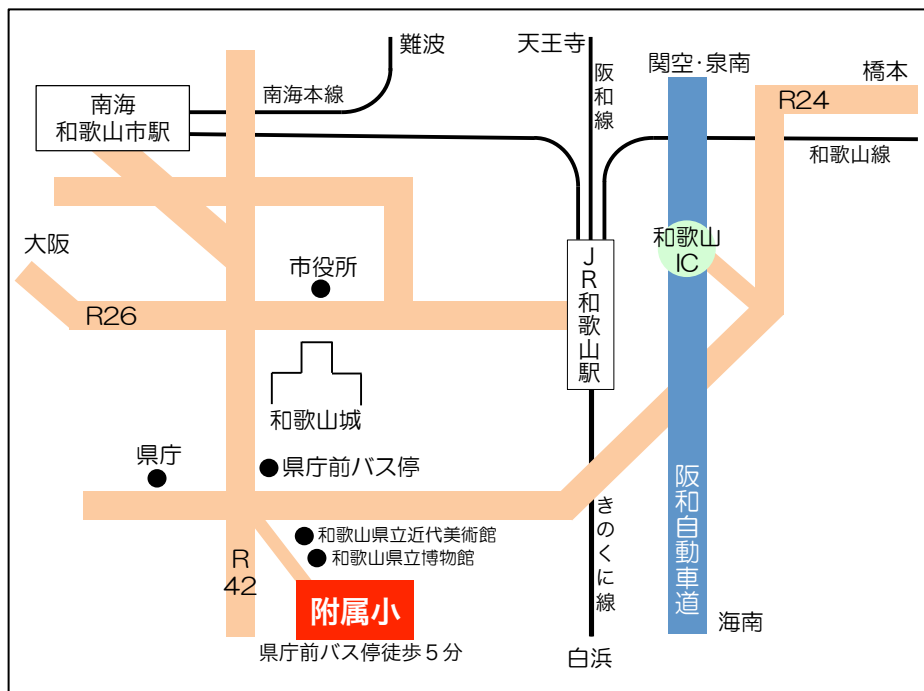 難波
天王寺
関空・泉南
橋本
南海
和歌山市駅
南海本線
阪和線
R24
和歌山線
大阪
市役所
和歌山
IC
R26
JR和歌山駅
和歌山城
県庁
県庁前バス停
阪和自動車道
きのくに線
和歌山県立近代美術館
和歌山県立博物館
R
42
附属小
県庁前バス停徒歩５分
海南
白浜